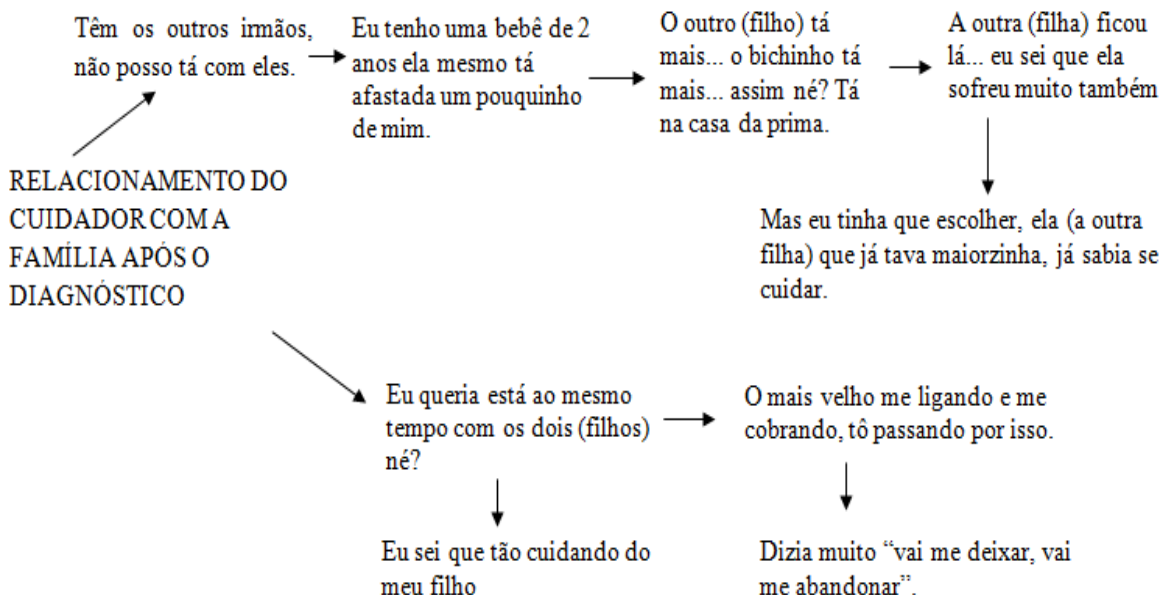 Têm os outros irmãos,
não posso tá com eles.
Eu tenho uma bebê de 2
anos ela mesmo tá
afastada um pouquinho
de mim.
O outro (filho) tá
mais... o bichinho tá
mais... assim né? Tá
na casa da prima.
A outra (filha) ficou
lá... eu sei que ela
sofreu muito também
RELACIONAMENTO DO
CUIDADOR COM A
FAMÍLIA APÓS O
DIAGNÓSTICO
Mas eu tinha que escolher, ela (a outra
filha) que já tava maiorzinha, já sabia se
cuidar.
Eu queria está ao mesmo
tempo com os dois (filhos)
né?
O mais velho me ligando e me
cobrando, tô passando por isso.
Eu sei que tão cuidando do
meu filho
Dizia muito “vai me deixar, vai
me abandonar”.